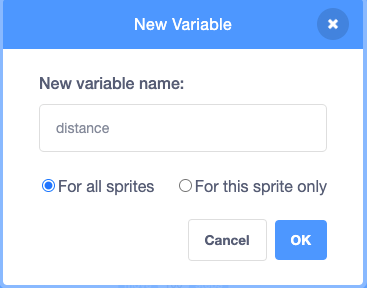 New Variable
New variable name:
distance
For all sprites
For this sprite only
Cancel
OK